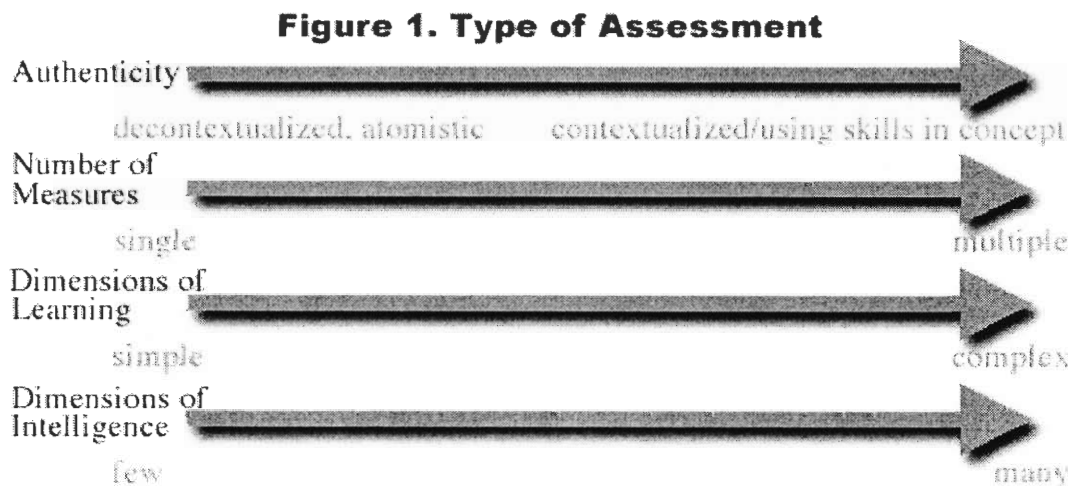 Figure 1. Type of Assessment
Authenticity
decontextualized, atomistic contextualized/using skills in concept
Number of
Measures
single multiple
Dimensions of
Learning
simple complex
Dimensions of
Intelligence
few many